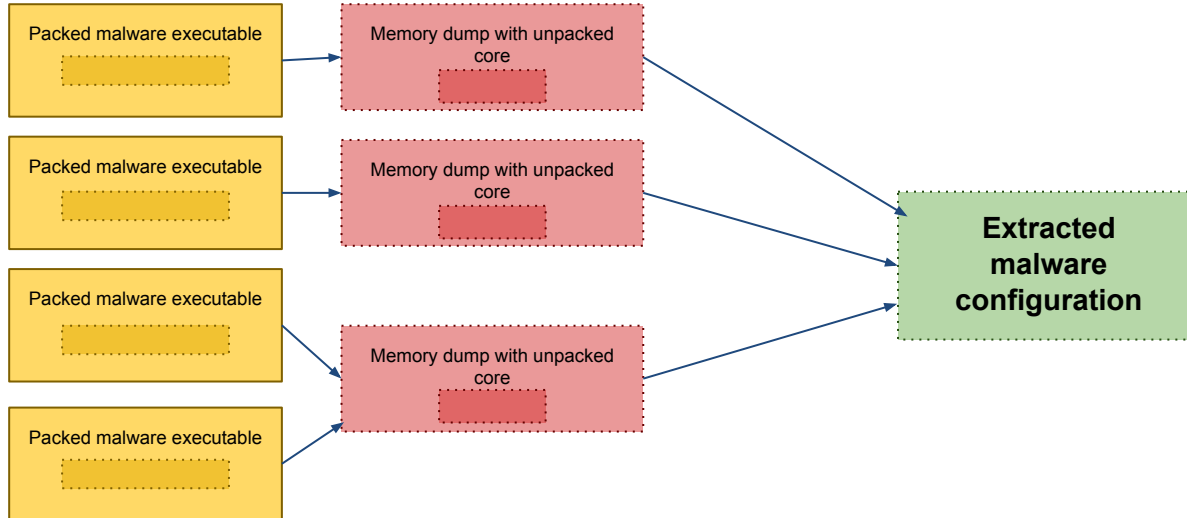 Packed malware executable
Memory dump with unpacked
core
Packed malware executable
Memory dump with unpacked
core
Extracted
malware
configuration
Packed malware executable
Memory dump with unpacked
core
Packed malware executable